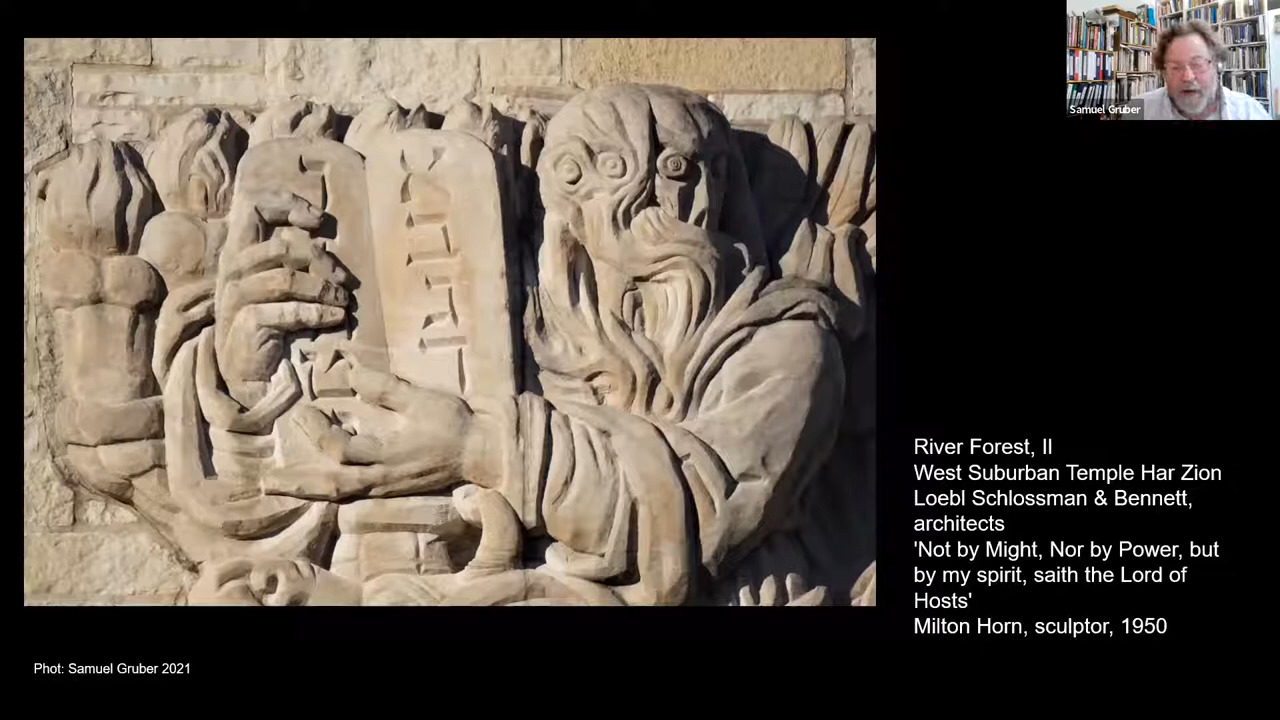 Samuel Gruber
River Forest, Il
West Suburban Temple Har Zion
Loebl Schlossman & Bennett,
architects
'Not by Might, Nor by Power, but
by my spirit, saith the Lord of
Hosts'
Milton Horn, sculptor, 1950
Phot: Samuel Gruber 2021